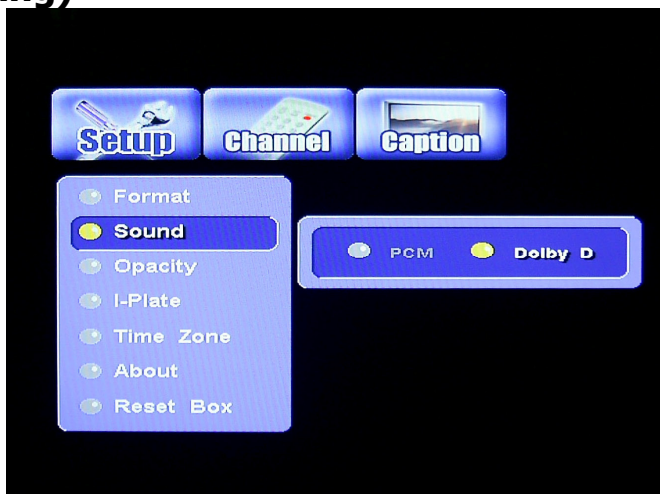 Setup Channel Caption
Format
Sound
PCM Dolby D
Opacity
I-Plate
Time Zone
About
Reset Box